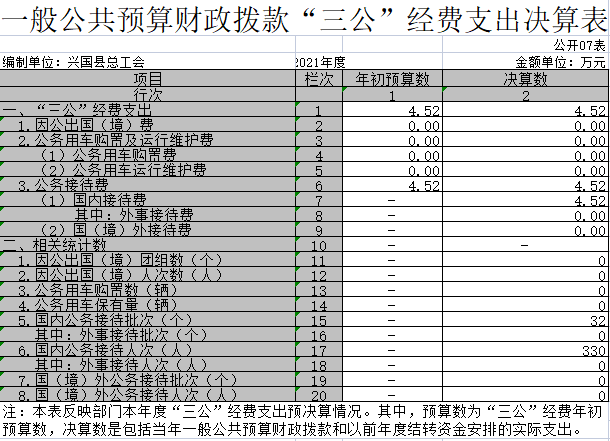 一般公共预算财政拨款“三公”经费支出决算表
公开07表
编制单位：兴国县总工会 2021年度 金额单位：万元
项目 栏次 年初预算数 决算数
行次 1 2
一、“三公”经费支出 1 4.52 4.52
1.因公出国（境）费 2 0.00 0.00
2.公务用车购置及运行维护费 3 0.00 0.00
（1）公务用车购置费 4 0.00 0.00
（2）公务用车运行维护费 5 0.00 0.00
3.公务接待费 6 4.52 4.52
（1）国内接待费 7 - 4.52
其中：外事接待费 8 - 0.00
（2）国（境）外接待费 9 - 0.00
二、相关统计数 10 - -
1.因公出国（境）团组数（个） 11 - 0
2.因公出国（境）人次数（人） 12 - 0
3.公务用车购置数（辆） 13 - 0
4.公务用车保有量（辆） 14 - 0
5.国内公务接待批次（个） 15 - 32
其中：外事接待批次（个） 16 - 0
6.国内公务接待人次（人） 17 - 330
其中：外事接待人次（人） 18 - 0
7.国（境）外公务接待批次（个） 19 - 0
8.国（境）外公务接待人次（人） 20 - 0
注：本表反映部门本年度“三公”经费支出预决算情况。其中，预算数为“三公”经费年初
预算数，决算数是包括当年一般公共预算财政拨款和以前年度结转资金安排的实际支出。